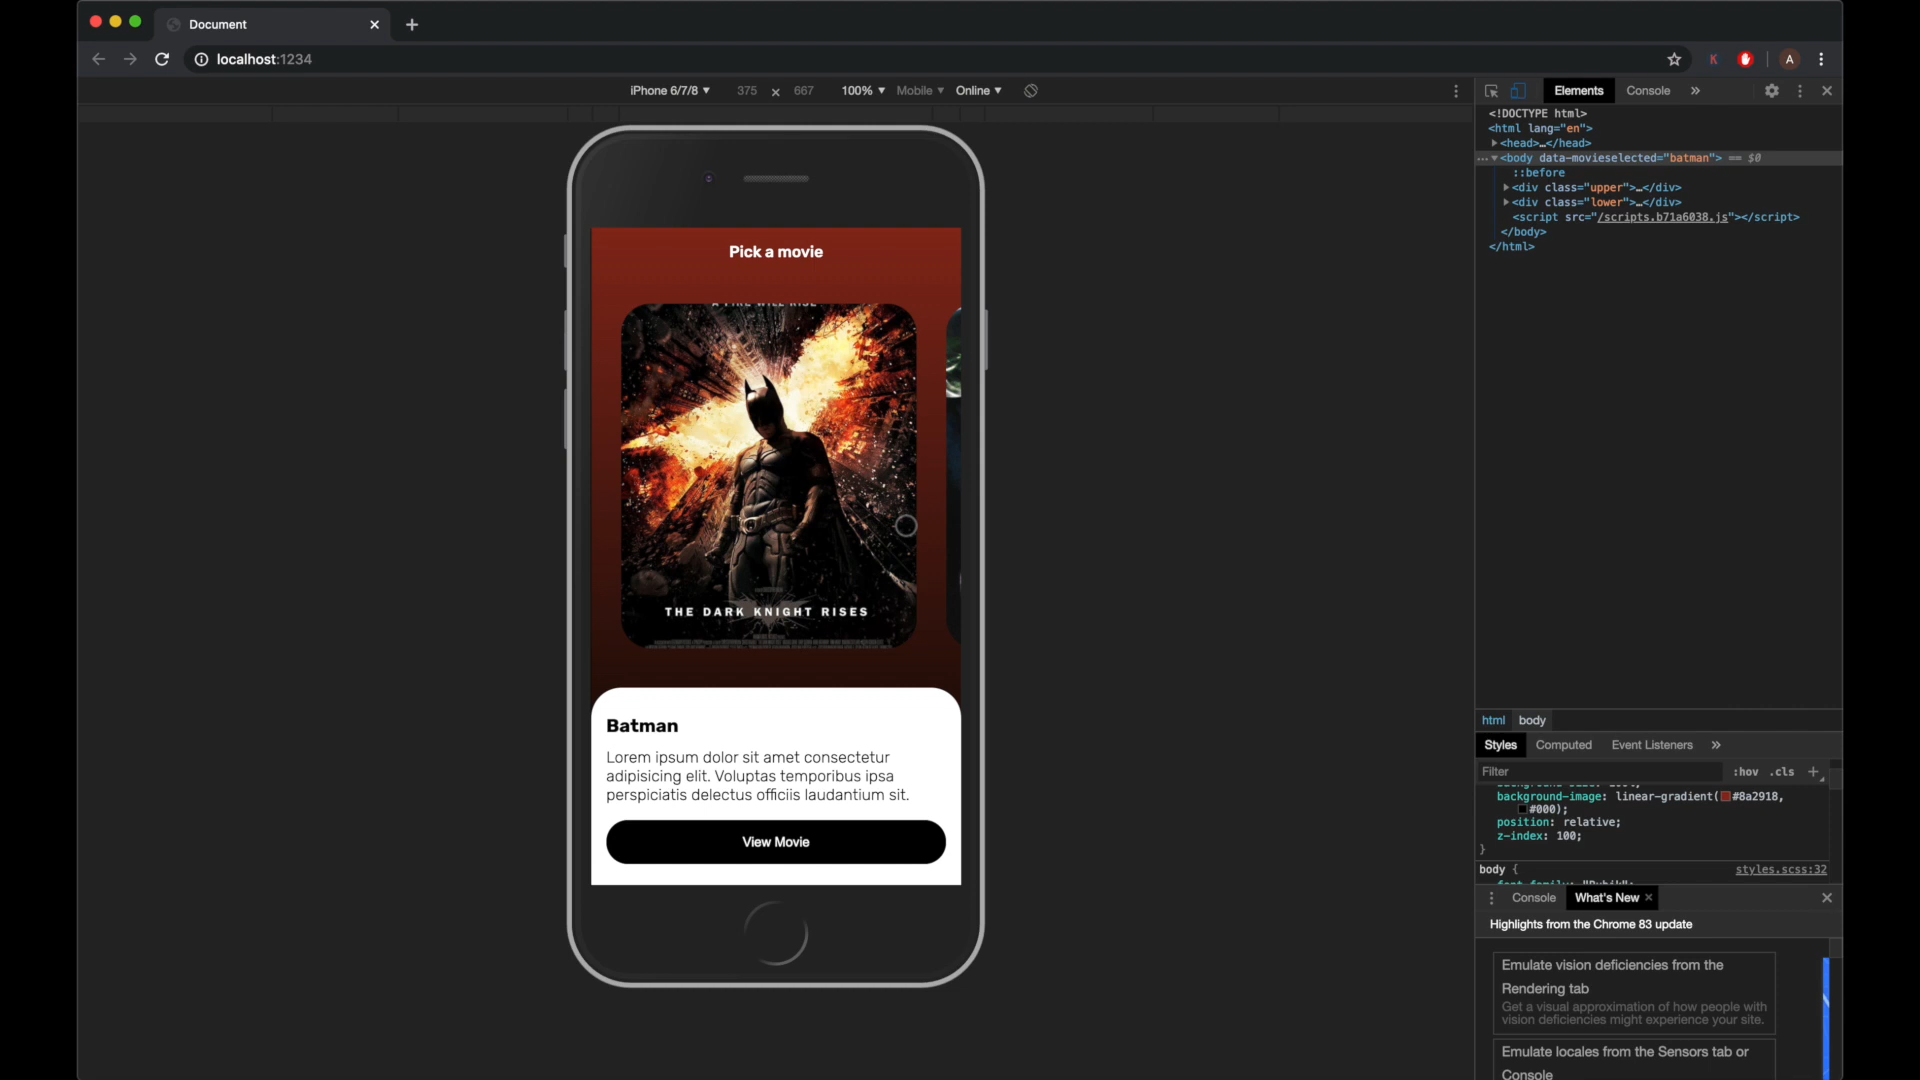 Document
localhost:1234
K
A
iPhone 6/7/8 375 x 667 100% Mobile Online
Elements Console »
<!DOCTYPE html>
<html lang="en">
<head>…</head>
… <body data-movieselected="batman"> == $0
::before
<div class="upper">…</div>
<div class="lower">…</div>
<script src="/scripts.b71a6038.js"></script>
</body>
</html>
Pick a movie
A FIRE WILL RISE
THE DARK KNIGHT RISES
Batman
Lorem ipsum dolor sit amet consectetur
adipisicing elit. Voluptas temporibus ipsa
perspiciatis delectus officiis laudantium sit.
View Movie
html body
Styles Computed Event Listeners »
Filter :hov .cls +
background-image: linear-gradient(#8a2918,
#000);
position: relative;
z-index: 100;
}
body { styles.scss:32
font-family: "Rubik";
Console What's New
Highlights from the Chrome 83 update
Emulate vision deficiencies from the
Rendering tab
Get a visual approximation of how people with
vision deficiencies might experience your site.
Emulate locales from the Sensors tab or
Console